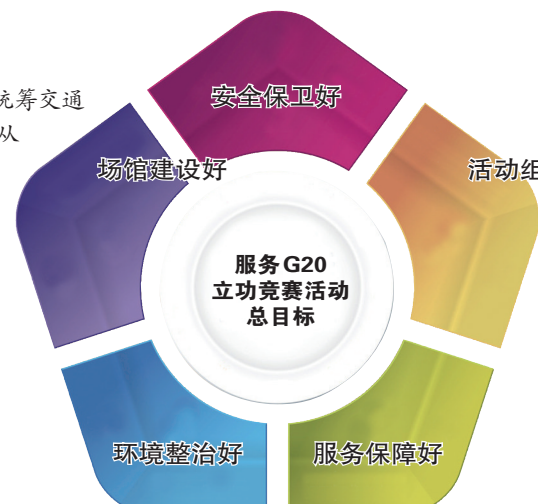 统筹交通
从
安全保卫好
场馆建设好
活动组
服务G20
立功竞赛活动
总目标
环境整治好
服务保障好